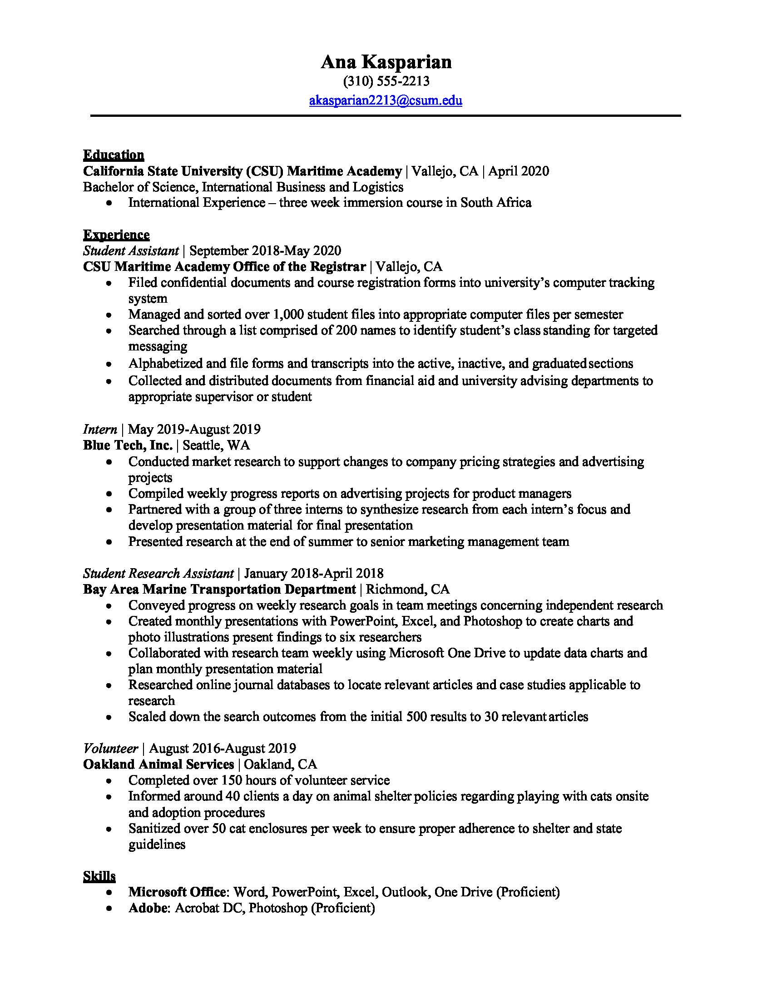 Ana Kasparian
(310) 555-2213
akasparian2213@csum.edu
Education
California State University (CSU) Maritime Academy | Vallejo, CA | April 2020
Bachelor of Science, International Business and Logistics
• International Experience – three week immersion course in South Africa
Experience
Student Assistant | September 2018-May 2020
CSU Maritime Academy Office of the Registrar | Vallejo, CA
• Filed confidential documents and course registration forms into university’s computer tracking
system
• Managed and sorted over 1,000 student files into appropriate computer files per semester
• Searched through a list comprised of 200 names to identify student’s class standing for targeted
messaging
• Alphabetized and file forms and transcripts into the active, inactive, and graduated sections
• Collected and distributed documents from financial aid and university advising departments to
appropriate supervisor or student
Intern | May 2019-August 2019
Blue Tech, Inc. | Seattle, WA
• Conducted market research to support changes to company pricing strategies and advertising
projects
• Compiled weekly progress reports on advertising projects for product managers
• Partnered with a group of three interns to synthesize research from each intern’s focus and
develop presentation material for final presentation
• Presented research at the end of summer to senior marketing management team
Student Research Assistant | January 2018-April 2018
Bay Area Marine Transportation Department | Richmond, CA
• Conveyed progress on weekly research goals in team meetings concerning independent research
• Created monthly presentations with PowerPoint, Excel, and Photoshop to create charts and
photo illustrations present findings to six researchers
• Collaborated with research team weekly using Microsoft One Drive to update data charts and
plan monthly presentation material
• Researched online journal databases to locate relevant articles and case studies applicable to
research
• Scaled down the search outcomes from the initial 500 results to 30 relevant articles
Volunteer | August 2016-August 2019
Oakland Animal Services | Oakland, CA
• Completed over 150 hours of volunteer service
• Informed around 40 clients a day on animal shelter policies regarding playing with cats onsite
and adoption procedures
• Sanitized over 50 cat enclosures per week to ensure proper adherence to shelter and state
guidelines
Skills
• Microsoft Office: Word, PowerPoint, Excel, Outlook, One Drive (Proficient)
• Adobe: Acrobat DC, Photoshop (Proficient)